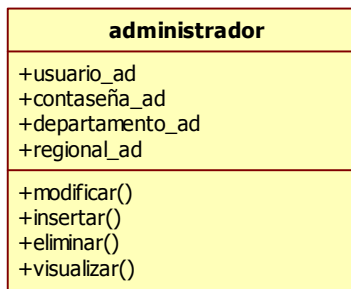 administrador
+usuario_ad
+contaseña_ad
+departamento_ad
+regional_ad
+modificar()
+insertar()
+eliminar()
+visualizar()